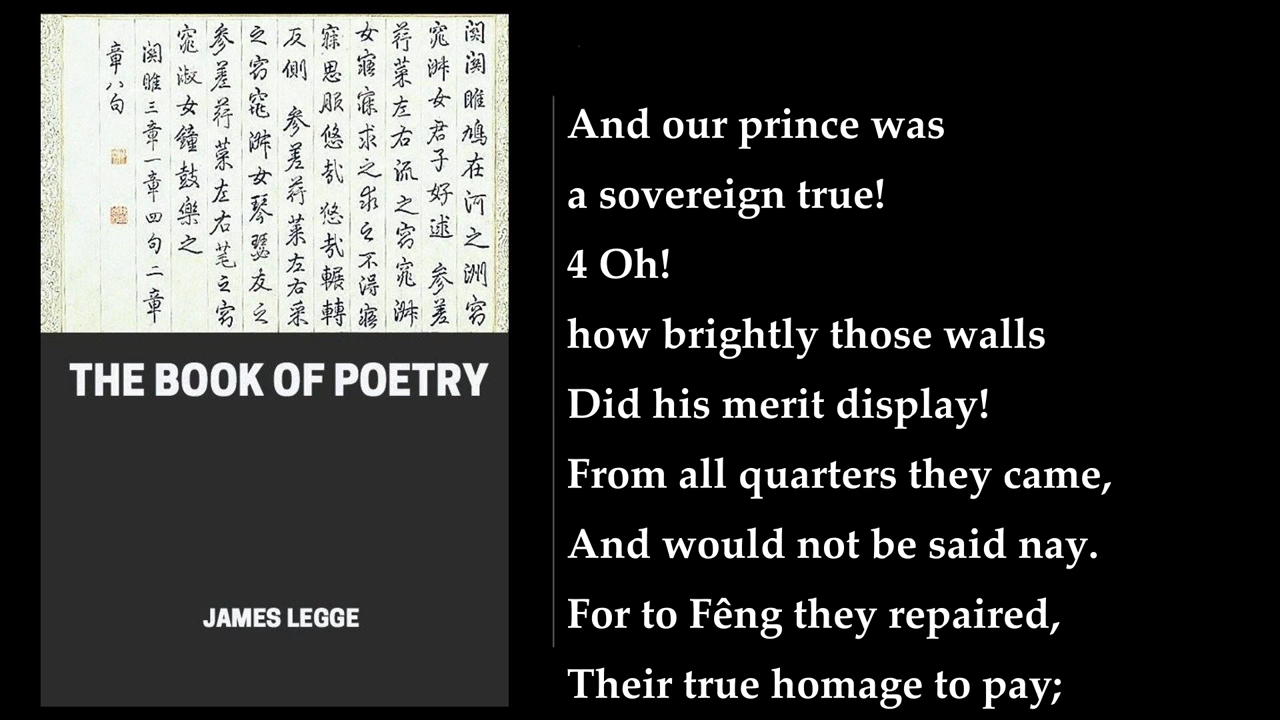 關關雎鳩在河之洲窈
窕淑女君子好逑 參差
荇菜左右流之窈窕淑
女寤寐求之求之不得寤
寐思服悠哉悠哉輾轉
反側 參差荇菜左右采
之窈窕淑女琴瑟友之
參差荇菜左右芼之窈
窕淑女鐘鼓樂之
關雎三章一章四句二章
章八句
THE BOOK OF POETRY
JAMES LEGGE
And our prince was
a sovereign true!
4 Oh!
how brightly those walls
Did his merit display!
From all quarters they came,
And would not be said nay.
For to Fêng they repaired,
Their true homage to pay;